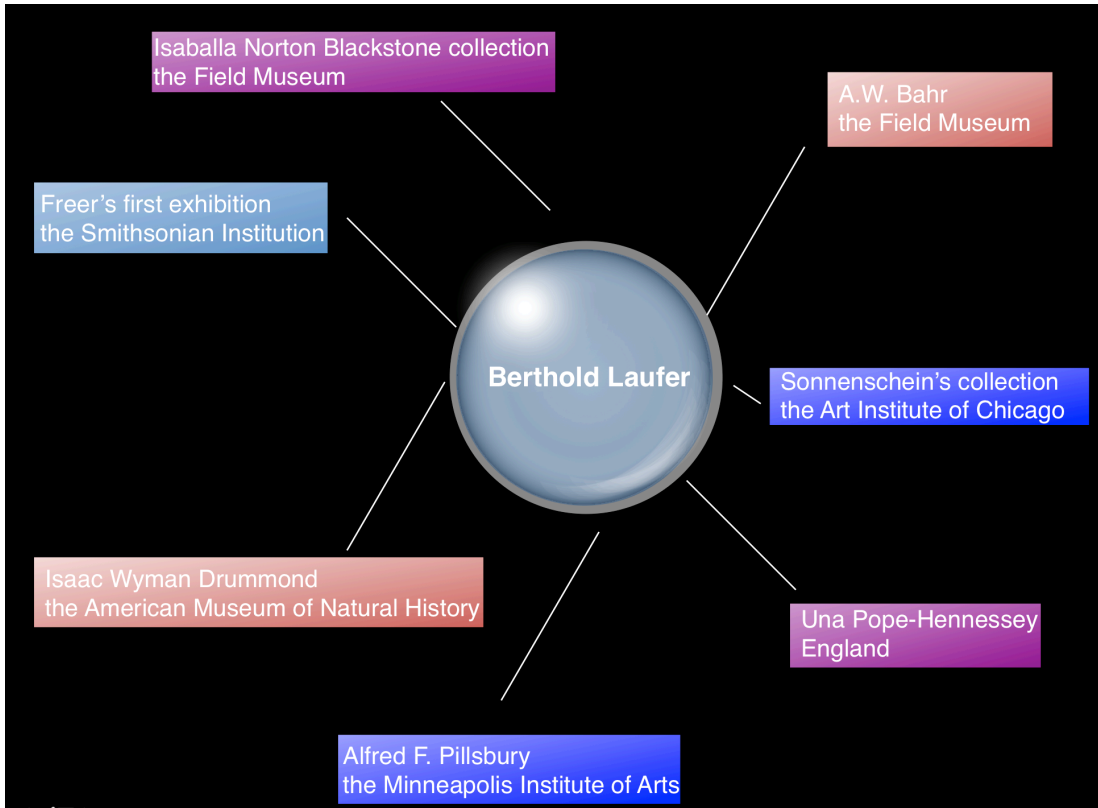 Isaballa Norton Blackstone collection
the Field Museum
A.W. Bahr
the Field Museum
Freer’s first exhibition
the Smithsonian Institution
Berthold Laufer
Sonnenschein’s collection
the Art Institute of Chicago
Isaac Wyman Drummond
the American Museum of Natural History
Una Pope-Hennessey
England
Alfred F. Pillsbury
the Minneapolis Institute of Arts